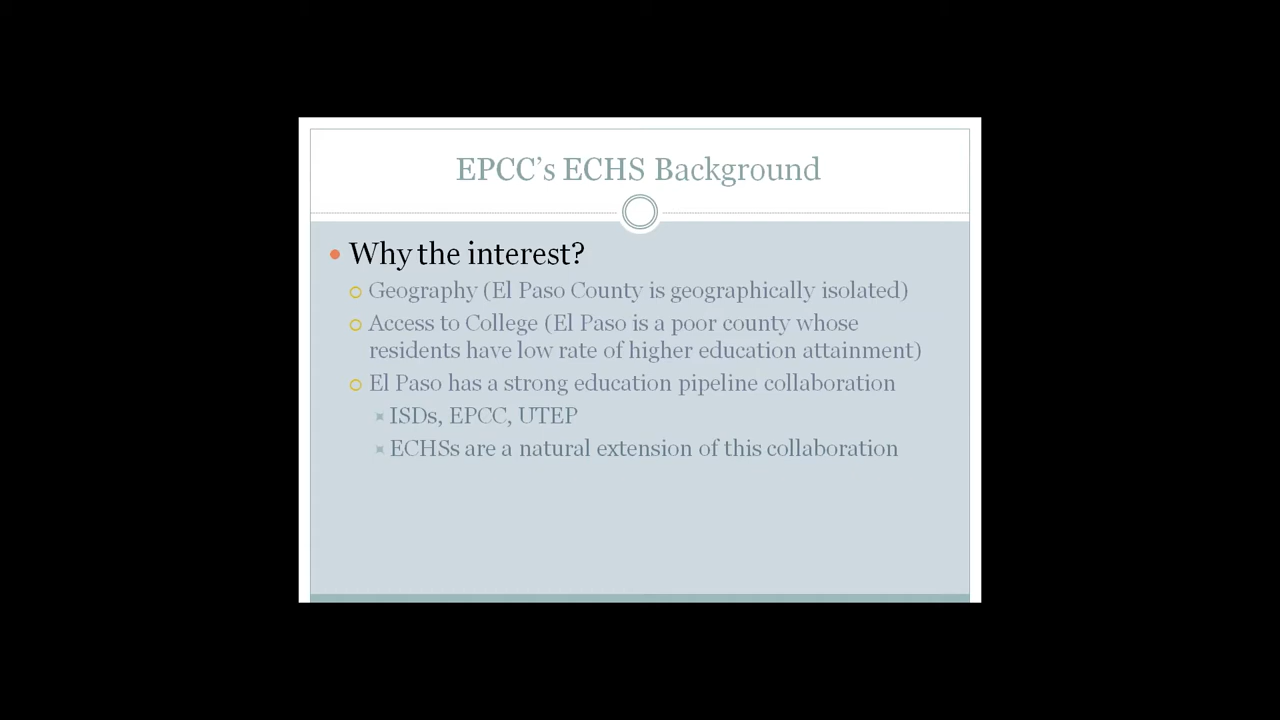 EPCC’s ECHS Background
Why the interest?
Geography (El Paso County is geographically isolated)
Access to College (El Paso is a poor county whose
residents have low rate of higher education attainment)
El Paso has a strong education pipeline collaboration
ISDs, EPCC, UTEP
ECHSs are a natural extension of this collaboration